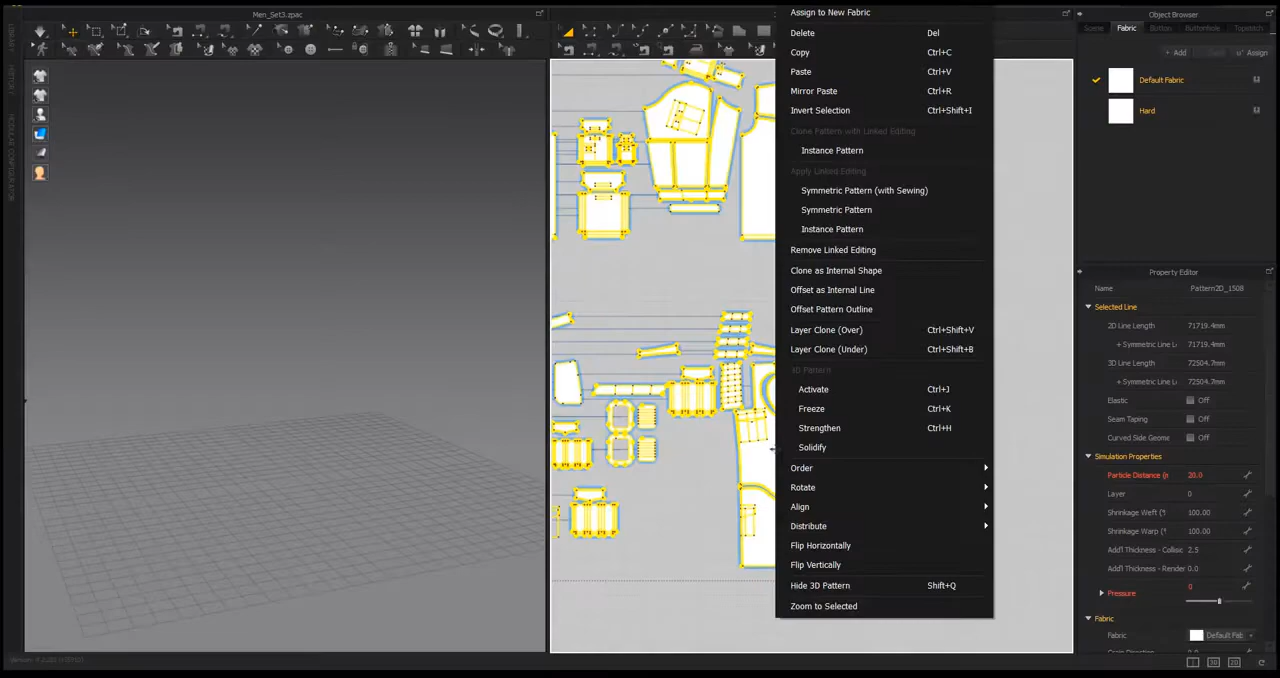 Men_Set3.zpac
HISTORY
MODULAR CONFIGURATOR
Assign to New Fabric
Delete Del
Copy Ctrl+C
Paste Ctrl+V
Mirror Paste Ctrl+R
Invert Selection Ctrl+Shift+I
Clone Pattern with Linked Editing
Instance Pattern
Apply Linked Editing
Symmetric Pattern (with Sewing)
Symmetric Pattern
Instance Pattern
Remove Linked Editing
Clone as Internal Shape
Offset as Internal Line
Offset Pattern Outline
Layer Clone (Over) Ctrl+Shift+V
Layer Clone (Under) Ctrl+Shift+B
3D Pattern
Activate Ctrl+J
Freeze Ctrl+K
Strengthen Ctrl+H
Solidify
Order
Rotate
Align
Distribute
Flip Horizontally
Flip Vertically
Hide 3D Pattern Shift+Q
Zoom to Selected
Object Browser
Scene Fabric Button Buttonhole Topstitch
+ Add Assign
Default Fabric
Hard
Property Editor
Name Pattern2D_1508
Selected Line
2D Line Length 71719.4mm
+ Symmetric Line L 71719.4mm
3D Line Length 72504.7mm
+ Symmetric Line L 72504.7mm
Elastic Off
Seam Taping Off
Curved Side Geome Off
Simulation Properties
Particle Distance (r 20.0
Layer 0
Shrinkage Weft (% 100.00
Shrinkage Warp (% 100.00
Add'l Thickness - Collisic 2.5
Add'l Thickness - Render 0.0
Pressure 0
Fabric
Fabric Default Fab
3D 2D